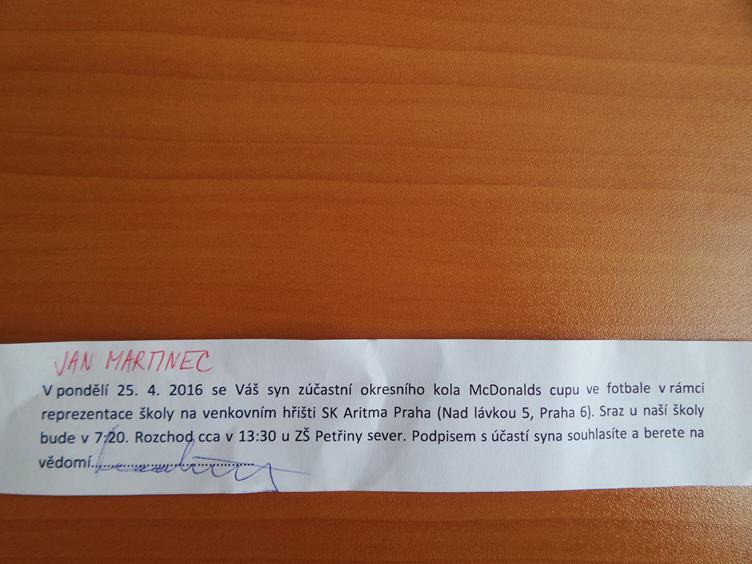 JAN MARTINEC
V pondělí 25. 4. 2016 se Váš syn zúčastní okresního kola McDonalds cupu ve fotbale v rámci
reprezentace školy na venkovním hřišti SK Aritma Praha (Nad lávkou 5, Praha 6). Sraz u naší školy
bude v 7:20. Rozchod cca v 13:30 u ZŠ Petřiny sever. Podpisem s účastí syna souhlasíte a berete na
vědomí..........................................